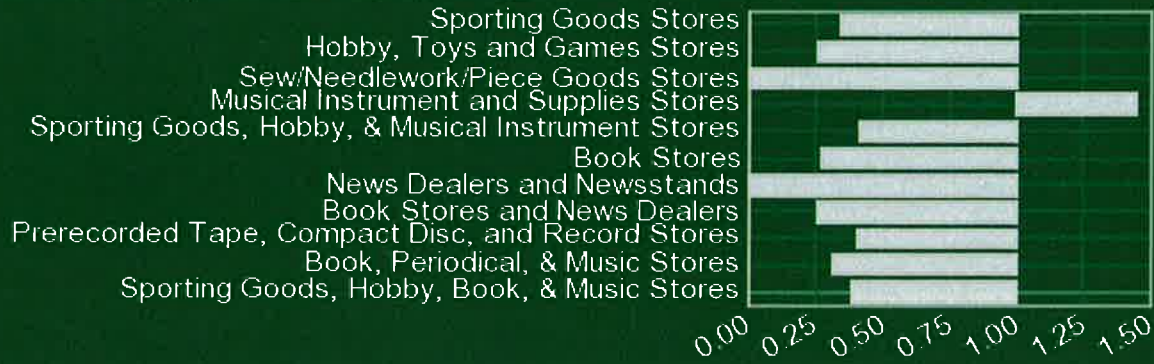 Sporting Goods Stores
Hobby, Toys and Games Stores
Sew/Needlework/Piece Goods Stores
Musical Instrument and Supplies Stores
Sporting Goods, Hobby, & Musical Instrument Stores
Book Stores
News Dealers and Newsstands
Book Stores and News Dealers
Prerecorded Tape, Compact Disc, and Record Stores
Book, Periodical, & Music Stores
Sporting Goods, Hobby, Book, & Music Stores
0.00 0.25 0.50 0.75 1.00 1.25 1.50